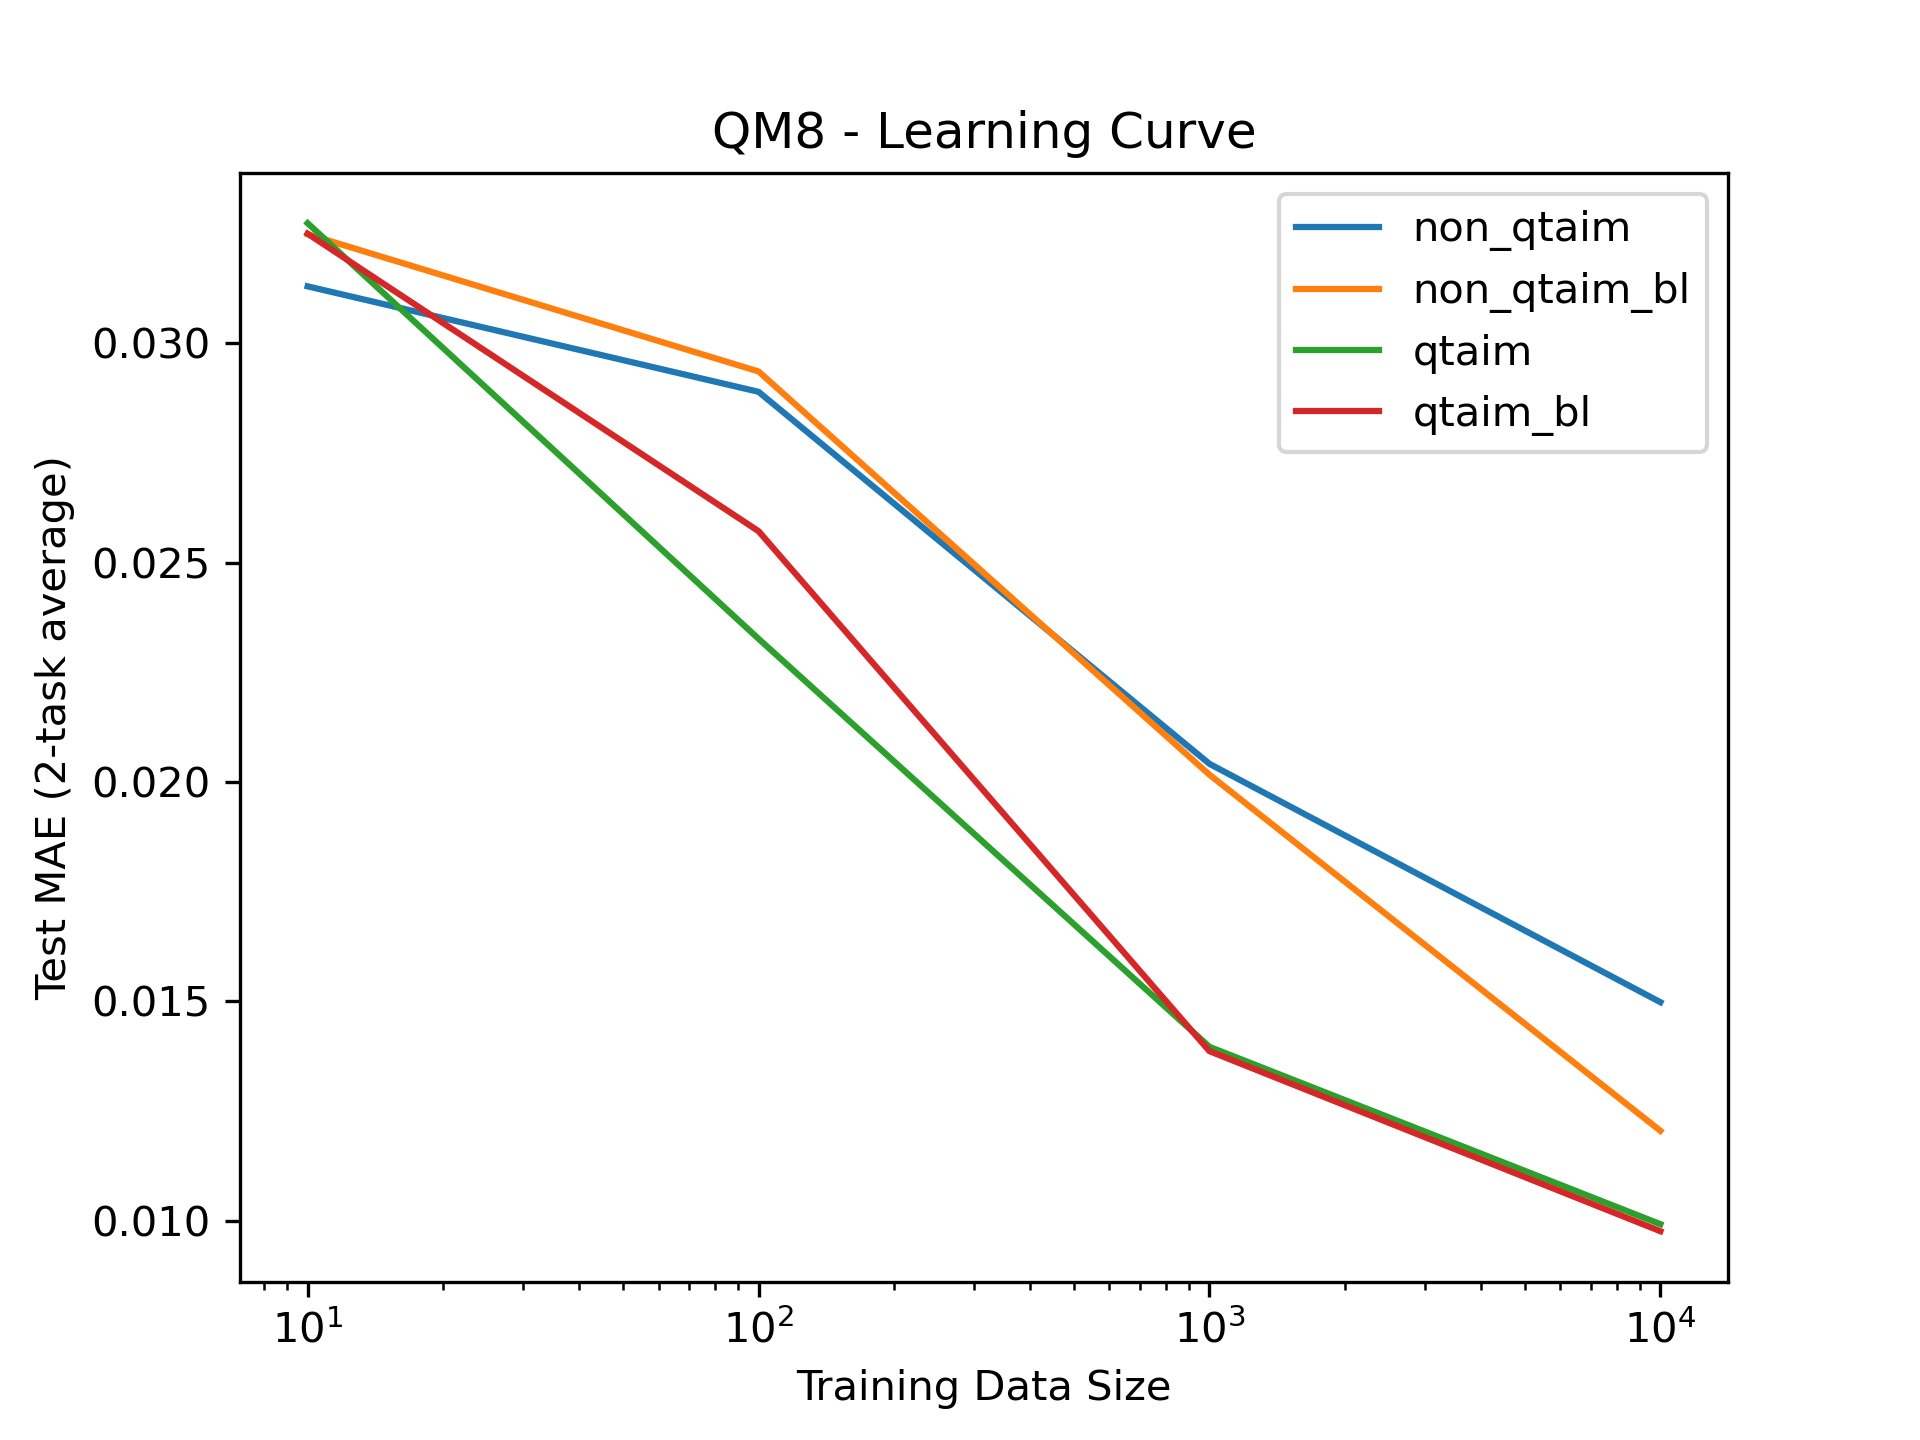 QM8 - Learning Curve
non_qtaim
non_qtaim_bl
qtaim
qtaim_bl
Test MAE (2-task average)
0.030
0.025
0.020
0.015
0.010
10¹ 10² 10³ 10⁴
Training Data Size